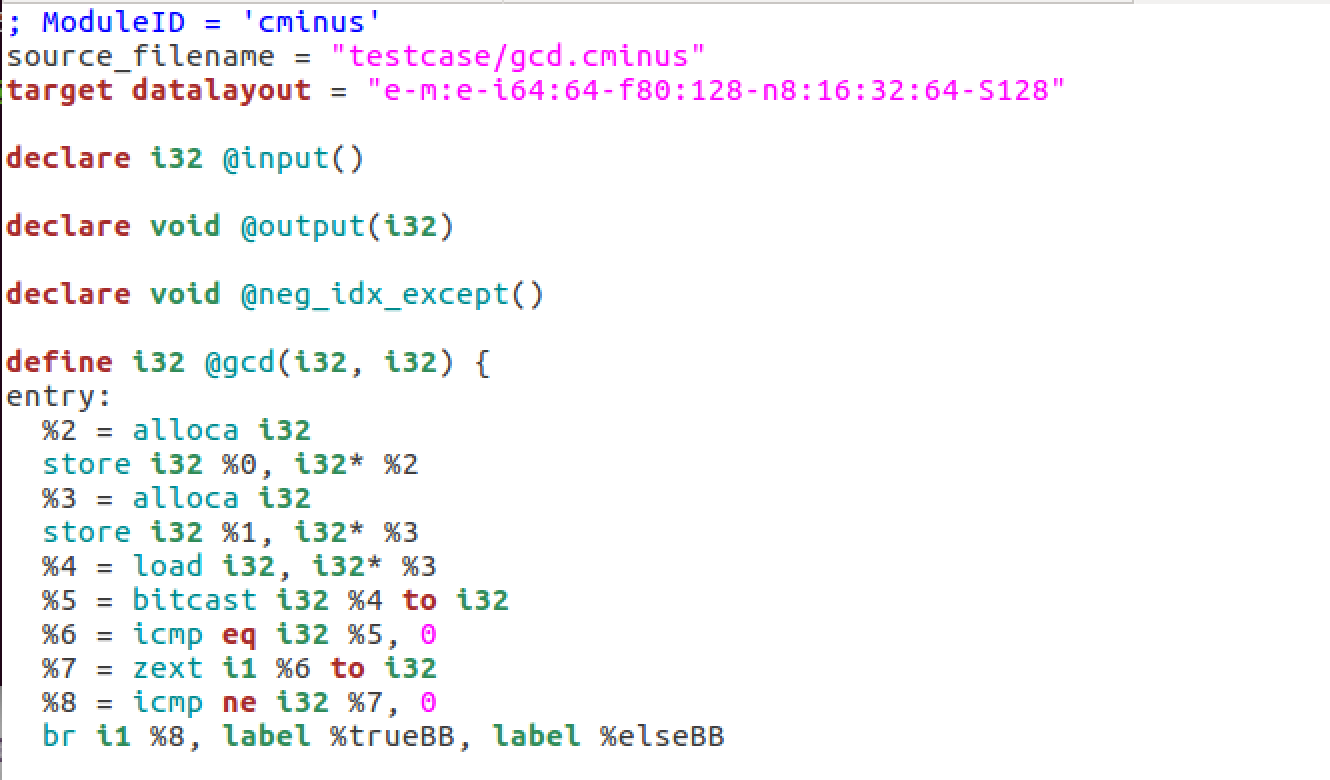 ; ModuleID = 'cminus'
source_filename = "testcase/gcd.cminus"
target datalayout = "e-m:e-i64:64-f80:128-n8:16:32:64-S128"
declare i32 @input()
declare void @output(i32)
declare void @neg_idx_except()
define i32 @gcd(i32, i32) {
entry:
  %2 = alloca i32
  store i32 %0, i32* %2
  %3 = alloca i32
  store i32 %1, i32* %3
  %4 = load i32, i32* %3
  %5 = bitcast i32 %4 to i32
  %6 = icmp eq i32 %5, 0
  %7 = zext i1 %6 to i32
  %8 = icmp ne i32 %7, 0
  br i1 %8, label %trueBB, label %elseBB